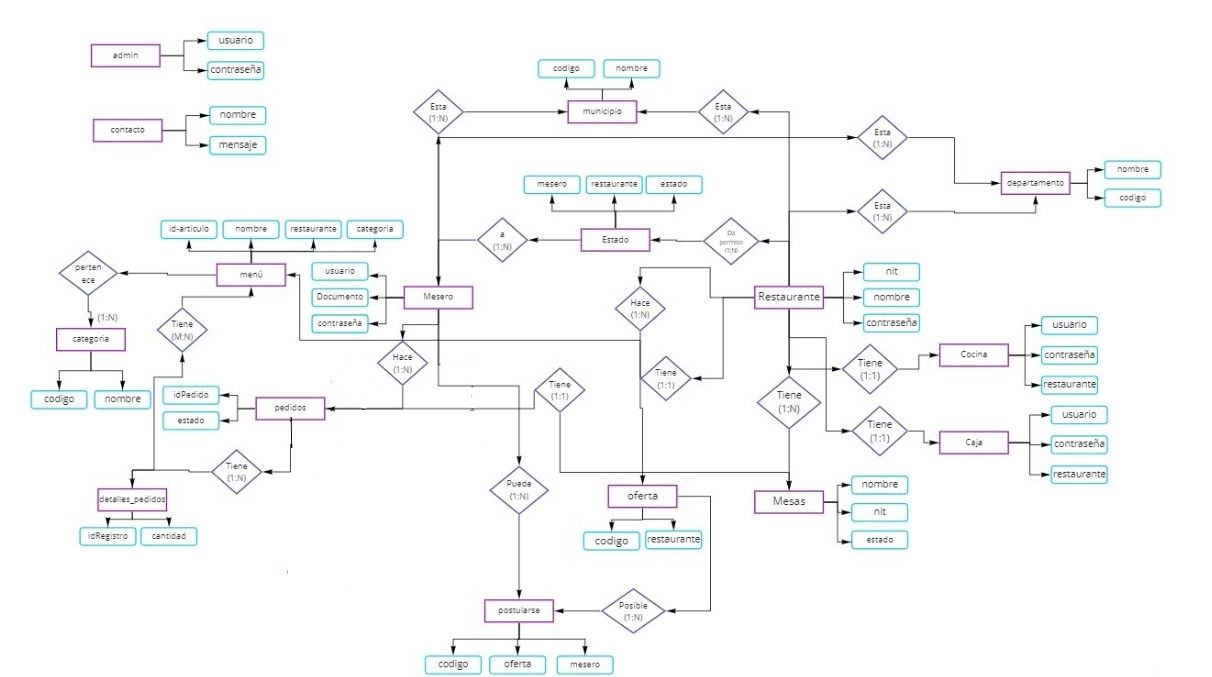 usuario
admin
contraseña
codigo
nombre
nombre
contacto
mensaje
Esta
(1:N)
municipio
Esta
(1:N)
Esta
(1:N)
nombre
departamento
codigo
mesero
restaurante
estado
Esta
(1:N)
id-articulo
nombre
restaurante
categoria
a
(1:N)
Estado
Da
permiso
(1:N)
perten
ece
menú
usuario
nit
(1:N)
Documento
Mesero
Hace
(1:N)
Restaurante
nombre
Tiene
(M:N)
contraseña
contraseña
usuario
categoria
Hace
(1:N)
Tiene
(1:1)
Tiene
(1:1)
Cocina
contraseña
codigo
nombre
idPedido
Tiene
(1:1)
restaurante
estado
pedidos
Tiene
(1:N)
usuario
Tiene
(1:1)
Caja
contraseña
Tiene
(1:N)
restaurante
detalles_pedidos
Puede
(1:N)
oferta
Mesas
nombre
nit
estado
idRegistro
cantidad
codigo
restaurante
postularse
Posible
(1:N)
codigo
oferta
mesero